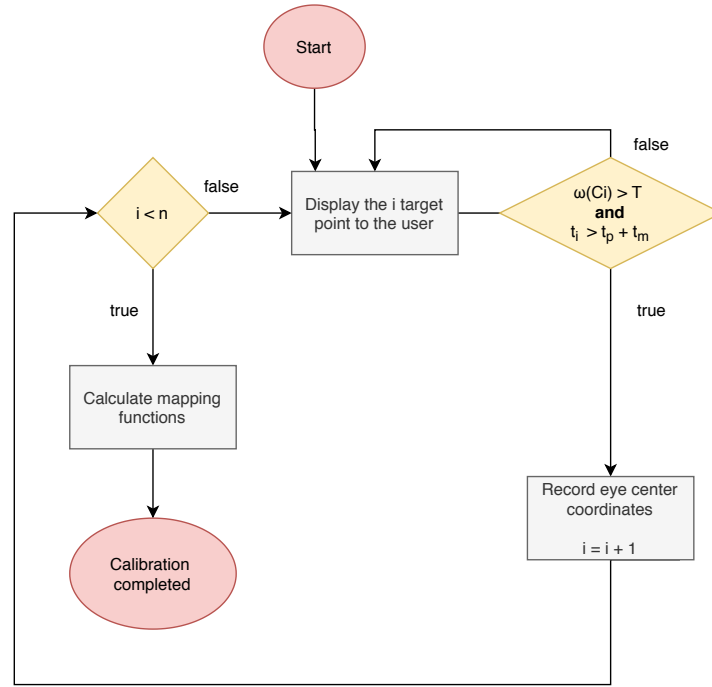 Start
false
false
i < n
Display the i target
point to the user
ω(Ci) > T
and
tᵢ > tₚ + tₘ
true
true
Calculate mapping
functions
Record eye center
coordinates
i = i + 1
Calibration
completed